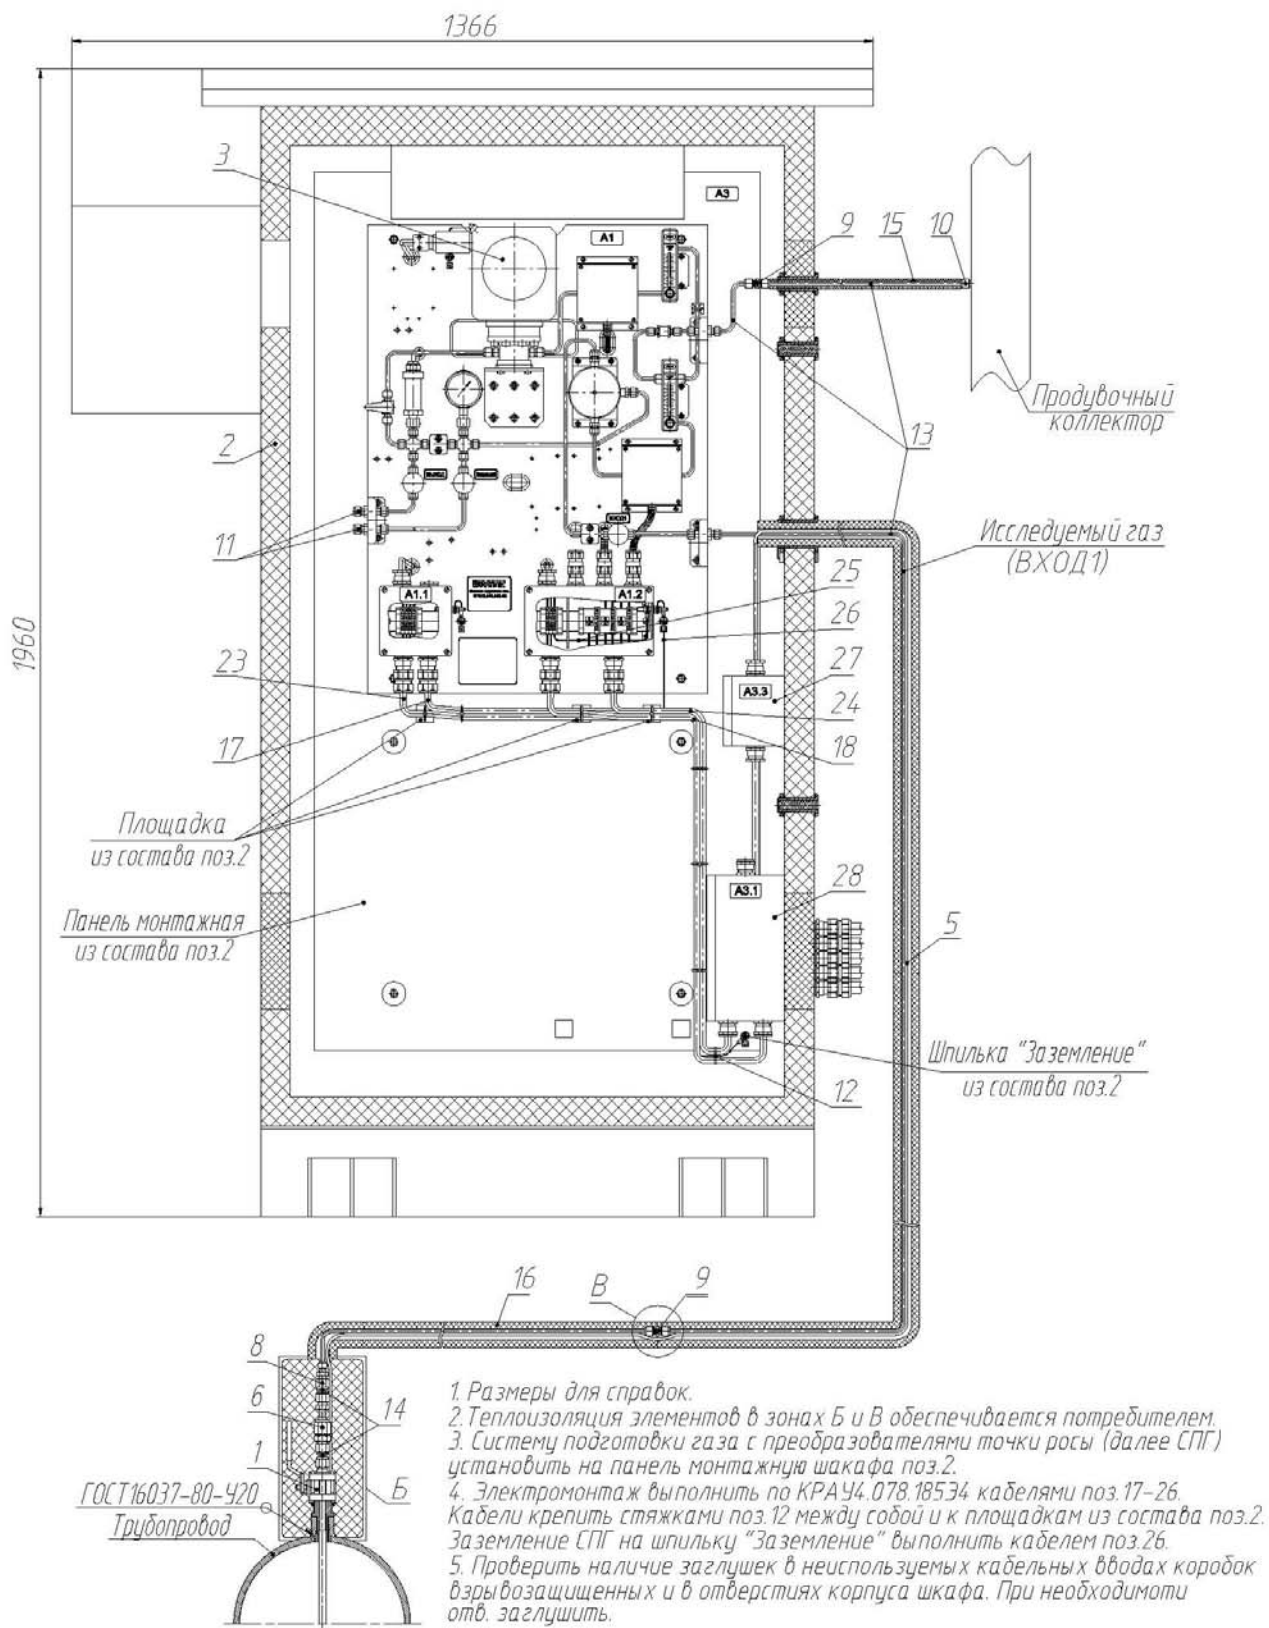 1366
1960
3
A3
A1
9 15 10
Продувочный
коллектор
2
13
11
Исследуемый газ
(ВХОД1)
A1.1
A1.2
25
26
23
27
A3.3
24
17
18
Площадка
из состава поз.2
28
A3.1
Панель монтажная
из состава поз.2
5
Шпилька "Заземление"
из состава поз.2
12
16
В
9
8
6
14
1
Б
ГОСТ16037-80-У20
Трубопровод
1. Размеры для справок.
2. Теплоизоляция элементов в зонах Б и В обеспечивается потребителем.
3. Систему подготовки газа с преобразователями точки росы (далее СПГ)
установить на панель монтажную шакафа поз.2.
4. Электромонтаж выполнить по КРАУ4.078.185Э4 кабелями поз.17-26.
Кабели крепить стяжками поз.12 между собой и к площадкам из состава поз.2.
Заземление СПГ на шпильку "Заземление" выполнить кабелем поз.26.
5. Проверить наличие заглушек в неиспользуемых кабельных вводах коробок
взрывозащищенных и в отверстиях корпуса шкафа. При необходимоти
отв. заглушить.